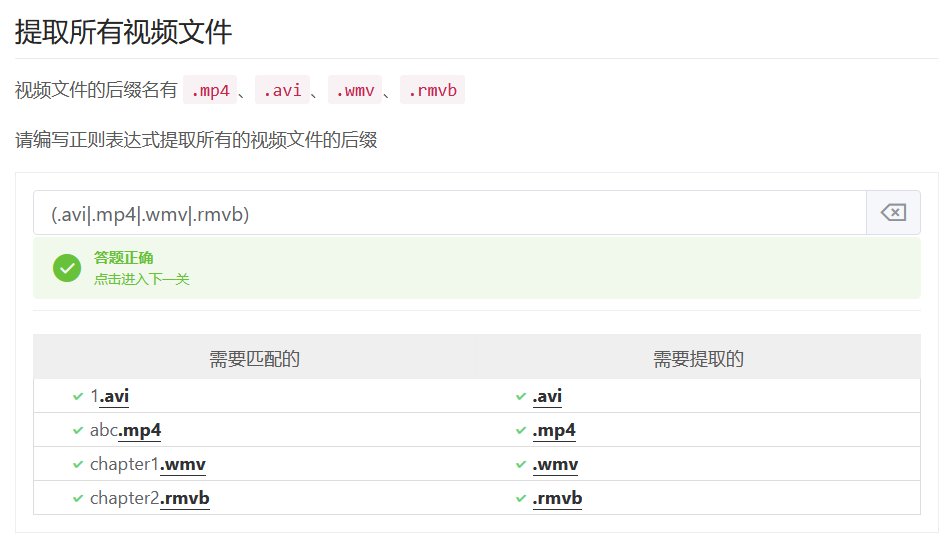 提取所有视频文件
视频文件的后缀名有 .mp4 、 .avi 、 .wmv 、 .rmvb
请编写正则表达式提取所有的视频文件的后缀
(.avi|.mp4|.wmv|.rmvb)
答题正确
点击进入下一关
需要匹配的 需要提取的
1.avi .avi
abc.mp4 .mp4
chapter1.wmv .wmv
chapter2.rmvb .rmvb